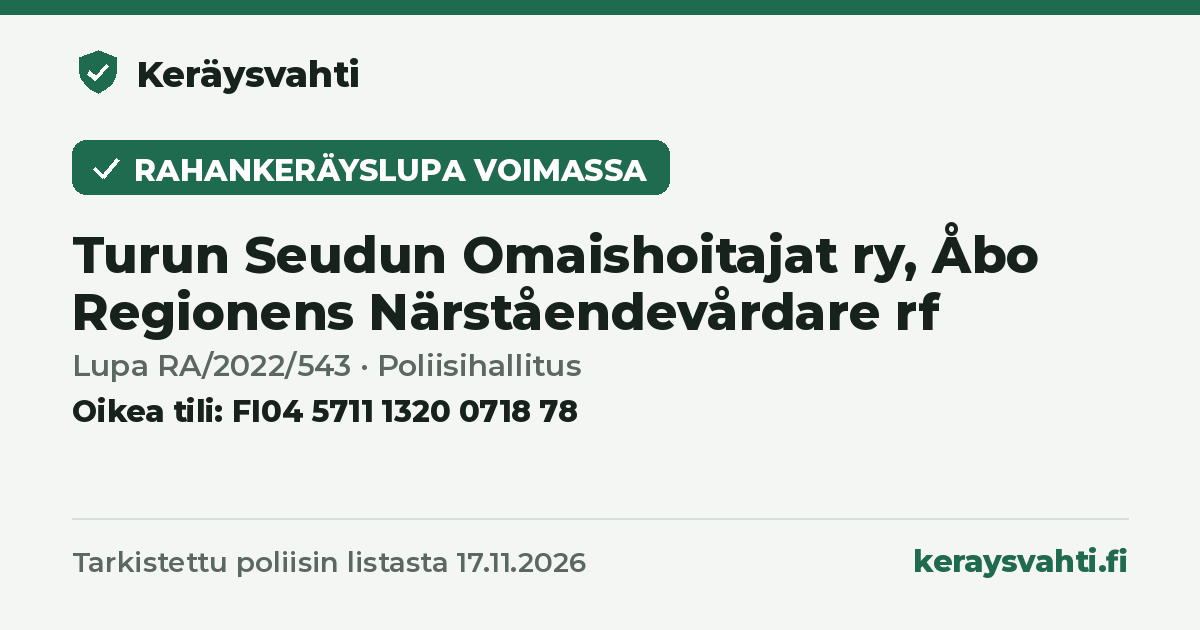 Keräysvahti
RAHANKERÄYSLUPA VOIMASSA
Turun Seudun Omaishoitajat ry, Åbo
Regionens Närståendevårdare rf
Lupa RA/2022/543 · Poliisihallitus
Oikea tili: FI04 5711 1320 0718 78
Tarkistettu poliisin listasta 17.11.2026
keraysvahti.fi